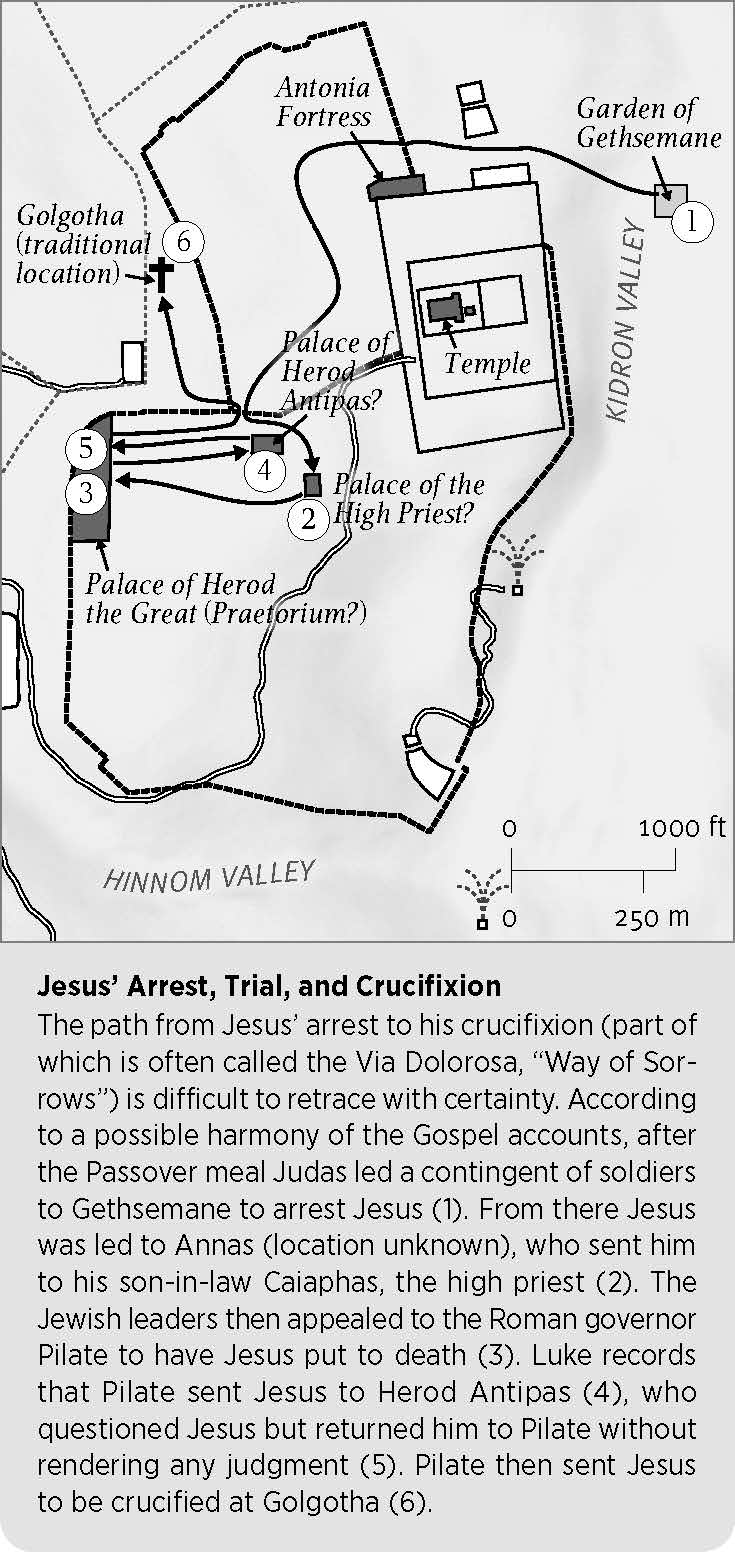 Antonia
Fortress
Garden of
Gethsemane
1
Golgotha
(traditional
location)
6
KIDRON VALLEY
Palace of
Herod
Antipas?
Temple
5
4
3
2
Palace of the
High Priest?
Palace of Herod
the Great (Praetorium?)
0
1000 ft
HINNOM VALLEY
0
250 m
Jesus’ Arrest, Trial, and Crucifixion
The path from Jesus’ arrest to his crucifixion (part of
which is often called the Via Dolorosa, “Way of Sor-
rows”) is difficult to retrace with certainty. According
to a possible harmony of the Gospel accounts, after
the Passover meal Judas led a contingent of soldiers
to Gethsemane to arrest Jesus (1). From there Jesus
was led to Annas (location unknown), who sent him
to his son-in-law Caiaphas, the high priest (2). The
Jewish leaders then appealed to the Roman governor
Pilate to have Jesus put to death (3). Luke records
that Pilate sent Jesus to Herod Antipas (4), who
questioned Jesus but returned him to Pilate without
rendering any judgment (5). Pilate then sent Jesus
to be crucified at Golgotha (6).